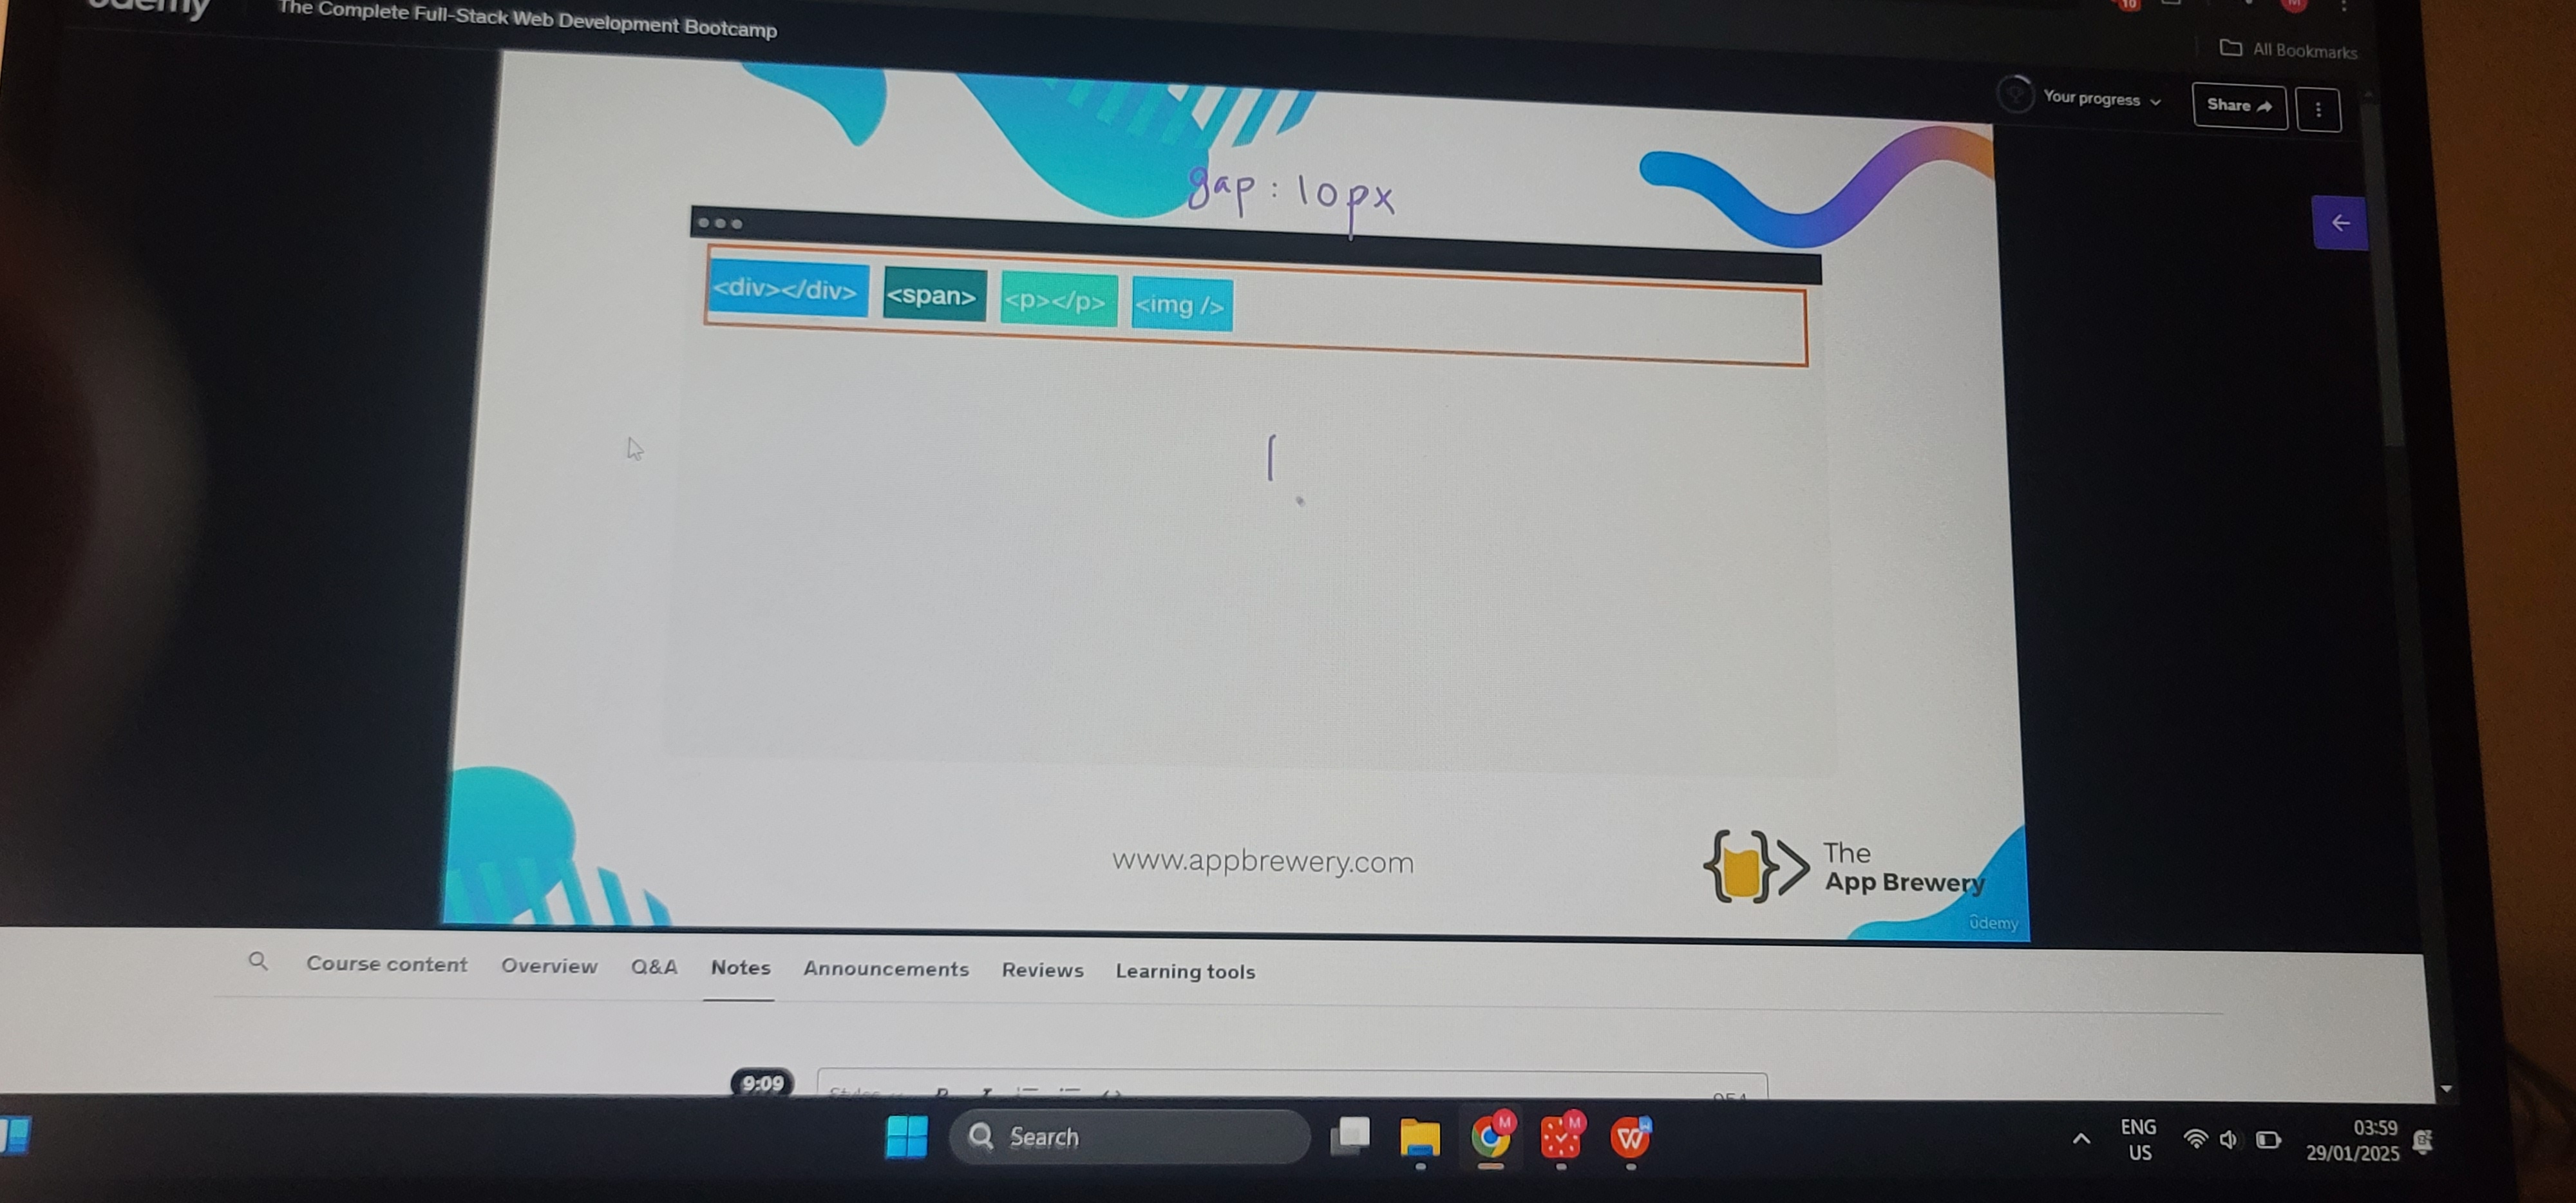 The Complete Full-Stack Web Development Bootcamp
10
M
All Bookmarks
Your progress
Share
gap: 10px
<div></div>
<span>
<p></p>
<img />
www.appbrewery.com
The
App Brewery
ûdemy
Course content
Overview
Q&A
Notes
Announcements
Reviews
Learning tools
9:09
Search
M
M
W
ENG
US
03:59
29/01/2025